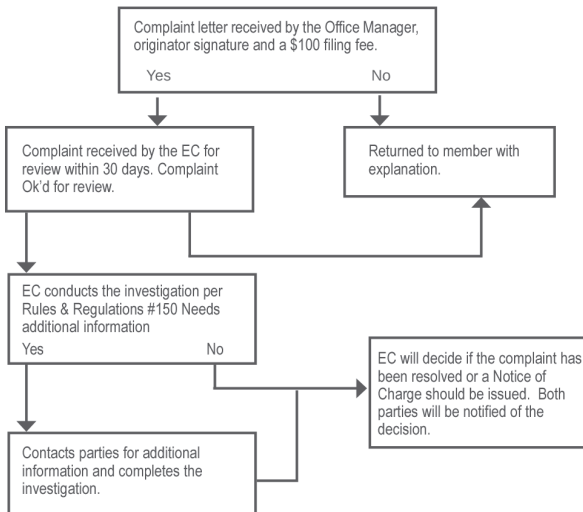 Complaint letter received by the Office Manager,
originator signature and a $100 filing fee.
Yes No
Complaint received by the EC for
review within 30 days. Complaint
Ok'd for review.
Returned to member with
explanation.
EC conducts the investigation per
Rules & Regulations #150 Needs
additional information
Yes No
EC will decide if the complaint has
been resolved or a Notice of
Charge should be issued.  Both
parties will be notified of the
decision.
Contacts parties for additional
information and completes the
investigation.